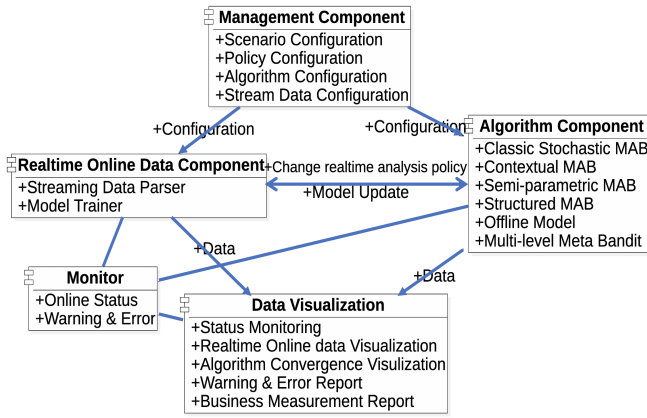 Management Component
+Scenario Configuration
+Policy Configuration
+Algorithm Configuration
+Stream Data Configuration
+Configuration
+Configuration
Algorithm Component
+Classic Stochastic MAB
+Contextual MAB
+Semi-parametric MAB
+Structured MAB
+Offline Model
+Multi-level Meta Bandit
Realtime Online Data Component
+Streaming Data Parser
+Model Trainer
+Change realtime analysis policy
+Model Update
+Data
+Data
Monitor
+Online Status
+Warning & Error
Data Visualization
+Status Monitoring
+Realtime Online data Visualization
+Algorithm Convergence Visulization
+Warning & Error Report
+Business Measurement Report